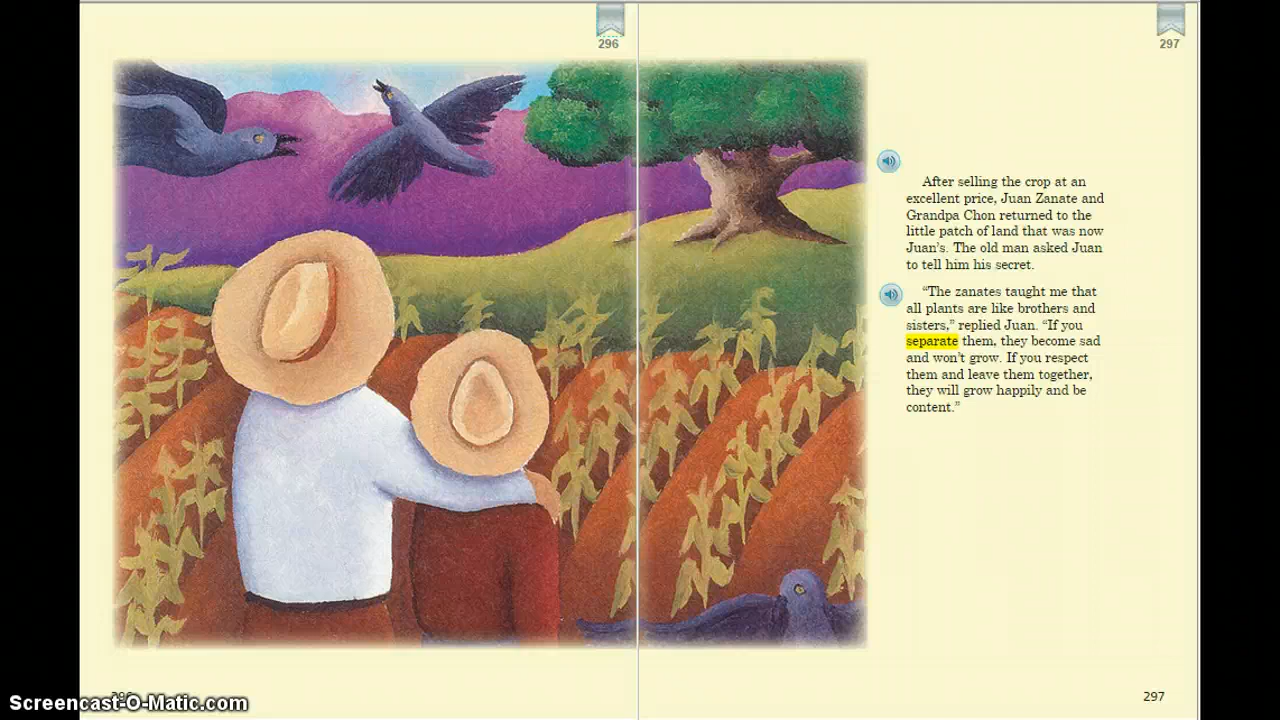 296
297
After selling the crop at an
excellent price, Juan Zanate and
Grandpa Chon returned to the
little patch of land that was now
Juan's. The old man asked Juan
to tell him his secret.
“The zanates taught me that
all plants are like brothers and
sisters,” replied Juan. “If you
separate them, they become sad
and won't grow. If you respect
them and leave them together,
they will grow happily and be
content.”
296
Screencast-O-Matic.com
297